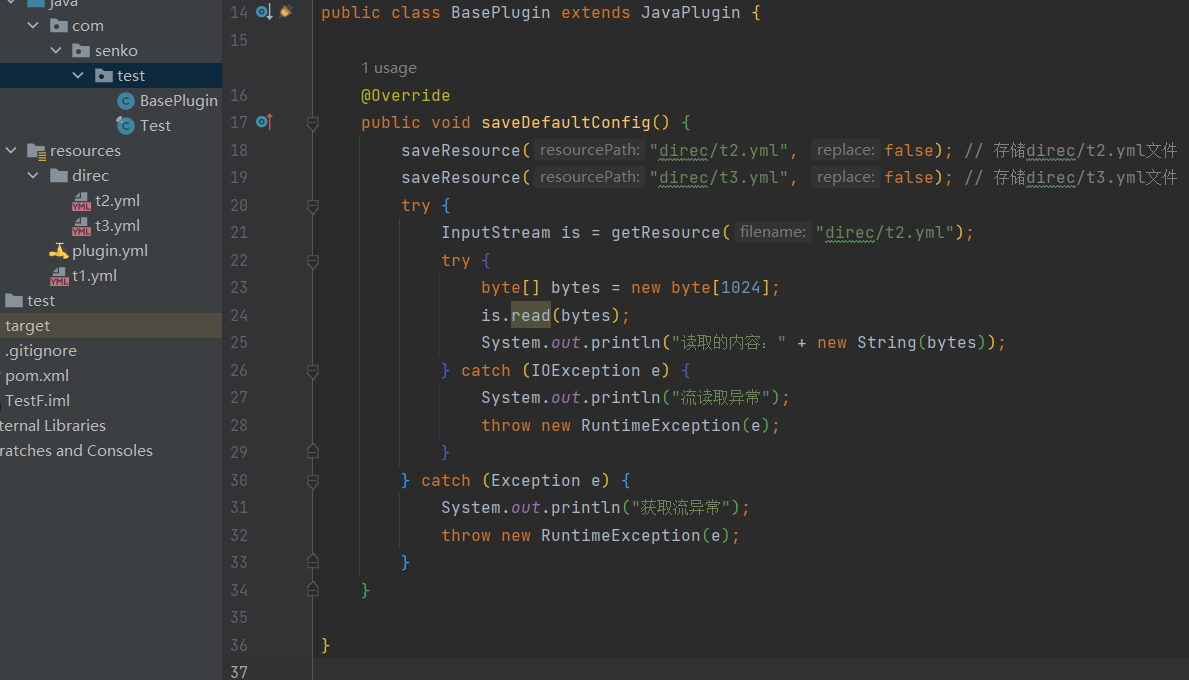 java
com
senko
test
BasePlugin
Test
resources
direc
t2.yml
t3.yml
plugin.yml
t1.yml
test
target
.gitignore
pom.xml
TestF.iml
ternal Libraries
ratches and Consoles
14 public class BasePlugin extends JavaPlugin {
15
1 usage
16 @Override
17 public void saveDefaultConfig() {
18 saveResource( resourcePath: "direc/t2.yml", replace: false); // 存储direc/t2.yml文件
19 saveResource( resourcePath: "direc/t3.yml", replace: false); // 存储direc/t3.yml文件
20 try {
21 InputStream is = getResource( filename: "direc/t2.yml");
22 try {
23 byte[] bytes = new byte[1024];
24 is.read(bytes);
25 System.out.println("读取的内容：" + new String(bytes));
26 } catch (IOException e) {
27 System.out.println("流读取异常");
28 throw new RuntimeException(e);
29 }
30 } catch (Exception e) {
31 System.out.println("获取流异常");
32 throw new RuntimeException(e);
33 }
34 }
35
36 }
37